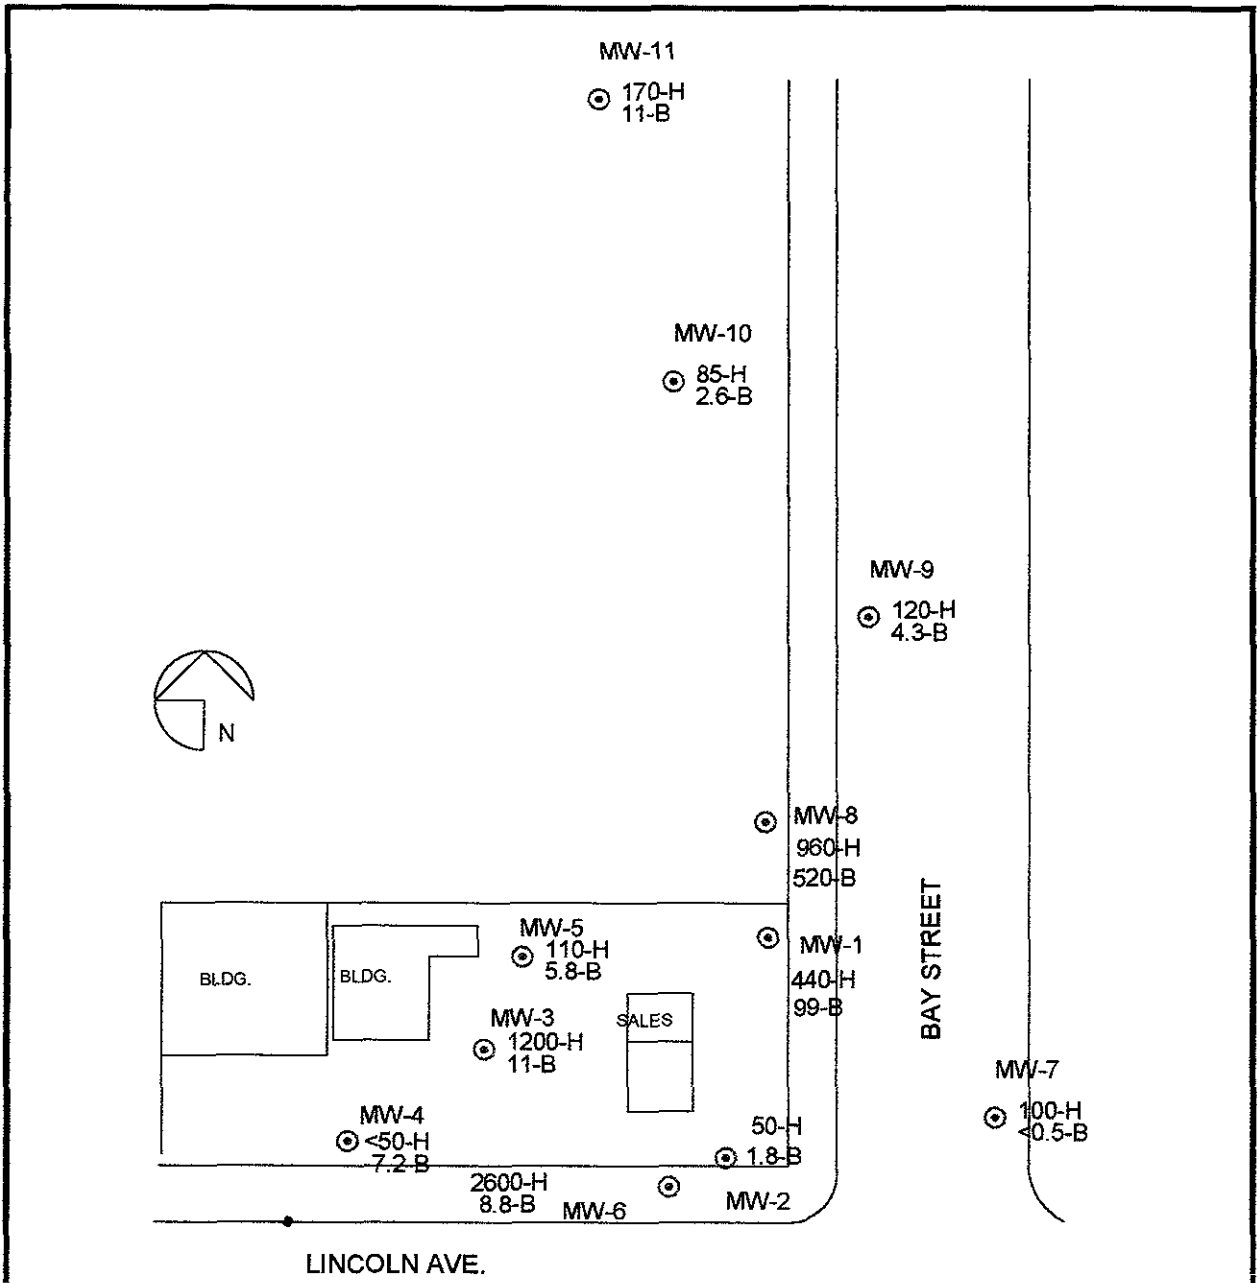 MW-11
170-H
11-B
MW-10
85-H
2.6-B
MW-9
120-H
4.3-B
N
MW-8
960-H
520-B
MW-5
110-H
5.8-B
MW-1
440-H
99-B
BLDG.
BLDG.
SALES
MW-3
1200-H
11-B
BAY STREET
MW-7
100-H
<0.5-B
MW-4
<50-H
7.2-B
50-H
1.8-B
MW-2
2600-H
8.8-B
MW-6
LINCOLN AVE.